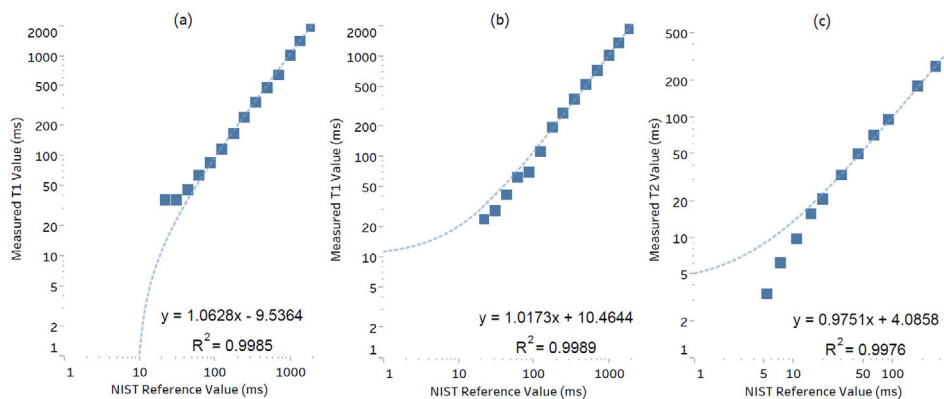 (a)
2000
1000
500
200
100
50
20
10
5
2
1
Measured T1 Value (ms)
y = 1.0628x - 9.5364
R² = 0.9985
1
10
100
1000
NIST Reference Value (ms)
(b)
2000
1000
500
200
100
50
20
10
5
2
1
Measured T1 Value (ms)
y = 1.0173x + 10.4644
R² = 0.9989
1
10
100
1000
NIST Reference Value (ms)
(c)
500
200
100
50
20
10
5
2
1
Measured T2 Value (ms)
y = 0.9751x + 4.0858
R² = 0.9976
1
5
10
50
100
NIST Reference Value (ms)